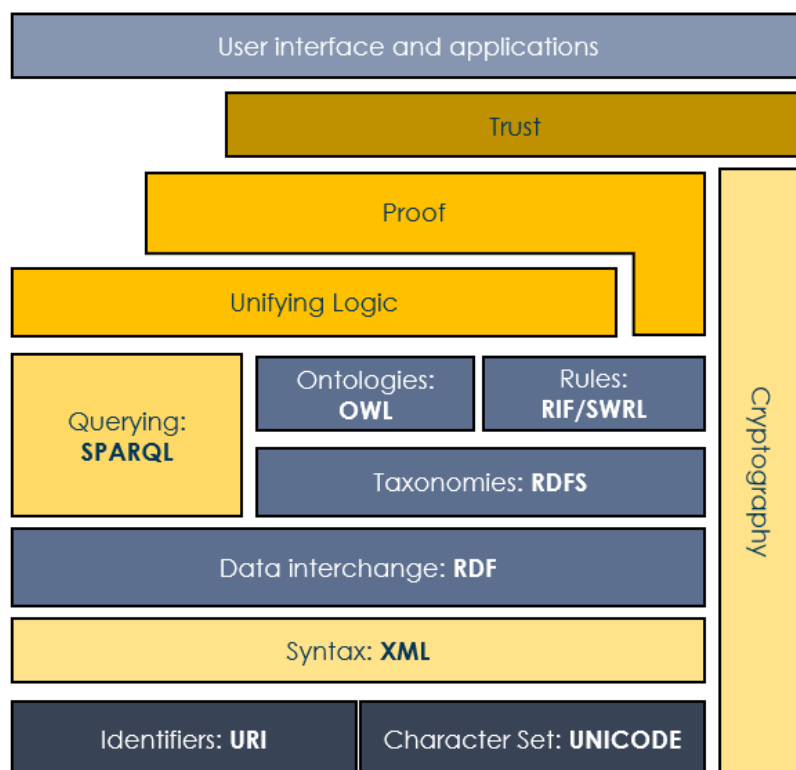 User interface and applications
Trust
Proof
Unifying Logic
Querying:
SPARQL
Ontologies:
OWL
Rules:
RIF/SWRL
Taxonomies: RDFS
Data interchange: RDF
Syntax: XML
Identifiers: URI
Character Set: UNICODE
Cryptography